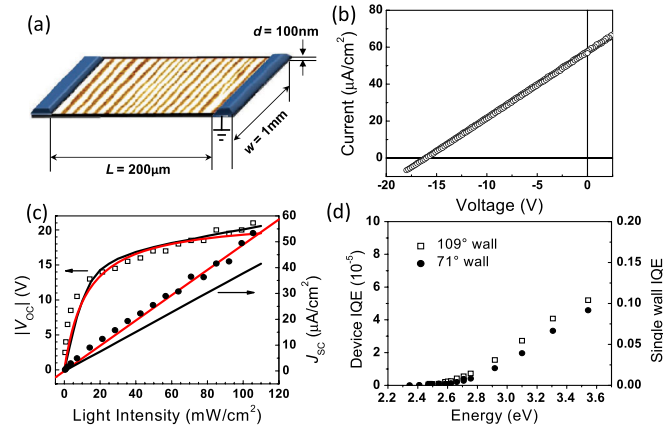 (a)
d = 100nm
w = 1mm
L = 200μm
(b)
Current (μA/cm²)
80
60
40
20
0
-20
-20 -15 -10 -5 0
Voltage (V)
(c)
|V_OC| (V)
20
15
10
5
0
60
50
40
30
20
10
0
J_SC (μA/cm²)
0 20 40 60 80 100 120
Light Intensity (mW/cm²)
(d)
109° wall
71° wall
Device IQE (10⁻⁵)
10
8
6
4
2
0
0.20
0.15
0.10
0.05
0.00
Single wall IQE
2.2 2.4 2.6 2.8 3.0 3.2 3.4 3.6
Energy (eV)